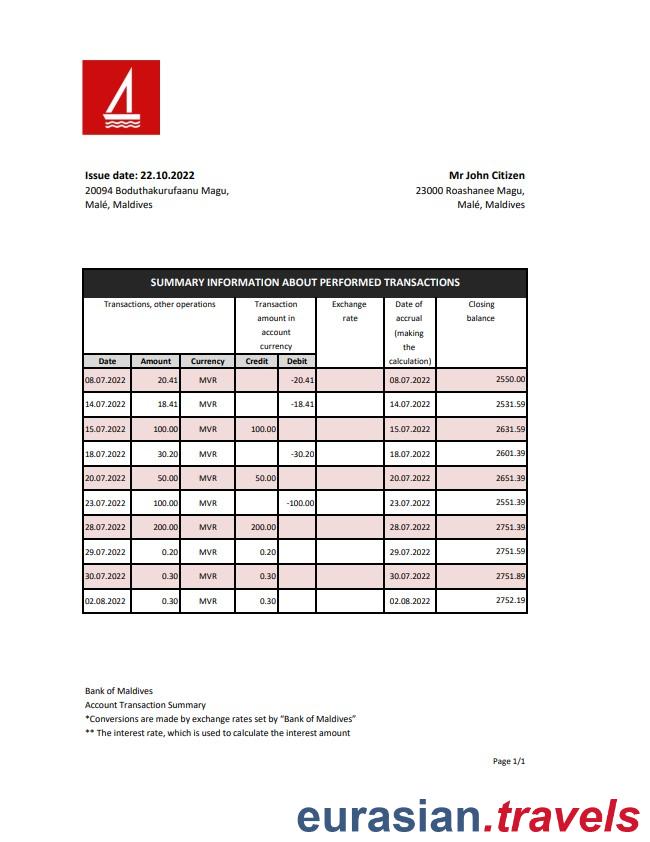 Issue date: 22.10.2022
20094 Boduthakurufaanu Magu,
Malé, Maldives
Mr John Citizen
23000 Roashanee Magu,
Malé, Maldives
SUMMARY INFORMATION ABOUT PERFORMED TRANSACTIONS
Transactions, other operations
Transaction
amount in
account
currency
Exchange
rate
Date of
accrual
(making
the
calculation)
Closing
balance
Date Amount Currency Credit Debit
08.07.2022 20.41 MVR -20.41 08.07.2022 2550.00
14.07.2022 18.41 MVR -18.41 14.07.2022 2531.59
15.07.2022 100.00 MVR 100.00 15.07.2022 2631.59
18.07.2022 30.20 MVR -30.20 18.07.2022 2601.39
20.07.2022 50.00 MVR 50.00 20.07.2022 2651.39
23.07.2022 100.00 MVR -100.00 23.07.2022 2551.39
28.07.2022 200.00 MVR 200.00 28.07.2022 2751.39
29.07.2022 0.20 MVR 0.20 29.07.2022 2751.59
30.07.2022 0.30 MVR 0.30 30.07.2022 2751.89
02.08.2022 0.30 MVR 0.30 02.08.2022 2752.19
Bank of Maldives
Account Transaction Summary
*Conversions are made by exchange rates set by “Bank of Maldives”
** The interest rate, which is used to calculate the interest amount
Page 1/1
eurasian.travels